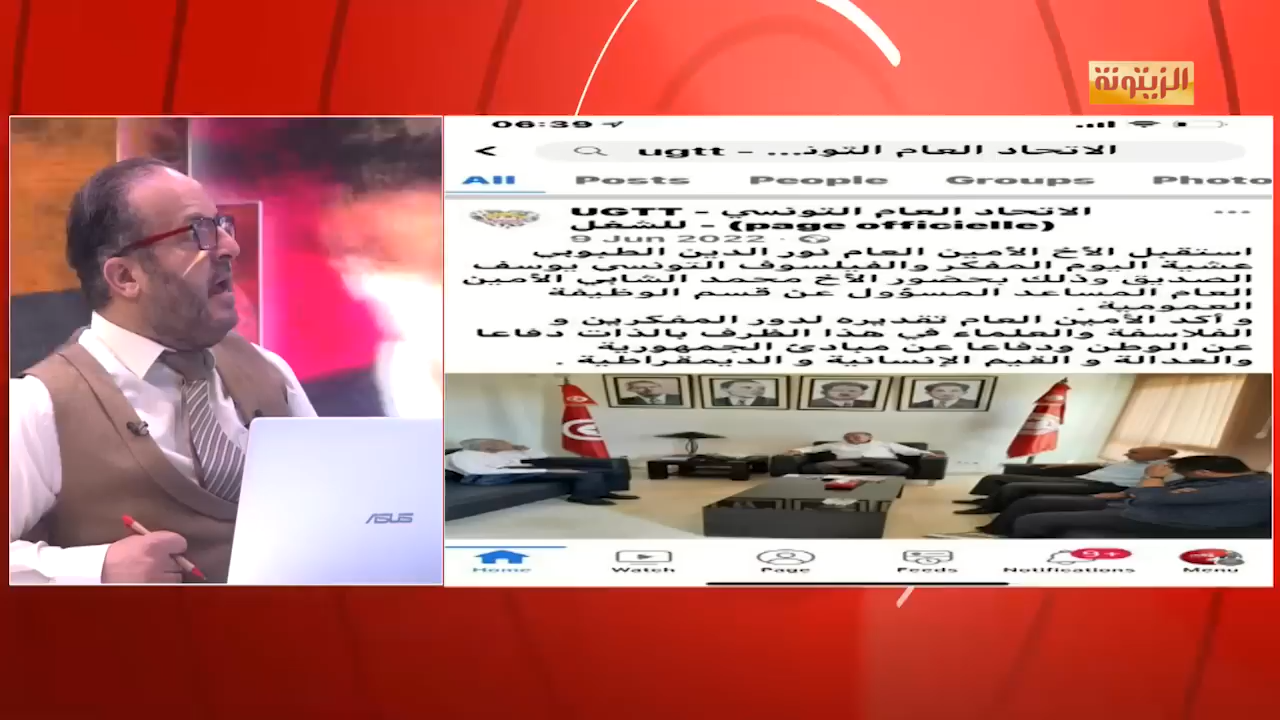 الزيتونة
06:39
ugtt - ...الاتحاد العام التونـ
All Posts People Groups Photo
UGTT - الاتحاد العام التونسي
للشغل - (page officielle)
9 Jun 2022 ·
استقبل الأخ الأمين العام نور الدين الطبوبي
عشية اليوم المفكر والفيلسوف التونسي يوسف
الصديق وذلك بحضور الأخ محمد الشابي الأمين
العام المساعد المسؤول عن قسم الوظيفة
العمومية .
و أكد الأمين العام تقديره لدور المفكرين و
الفلاسفة والعلماء في هذا الظرف بالذات دفاعا
عن الوطن ودفاعا عن مبادئ الجمهورية
والعدالة و القيم الإنسانية و الديمقراطية .
ASUS
9+
Home Watch Page Feeds Notifications Menu